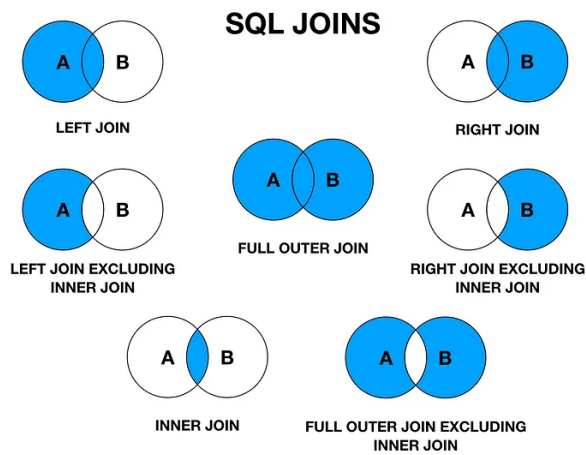 SQL JOINS
A B
LEFT JOIN
A B
RIGHT JOIN
A B
FULL OUTER JOIN
A B
LEFT JOIN EXCLUDING
INNER JOIN
A B
RIGHT JOIN EXCLUDING
INNER JOIN
A B
INNER JOIN
A B
FULL OUTER JOIN EXCLUDING
INNER JOIN